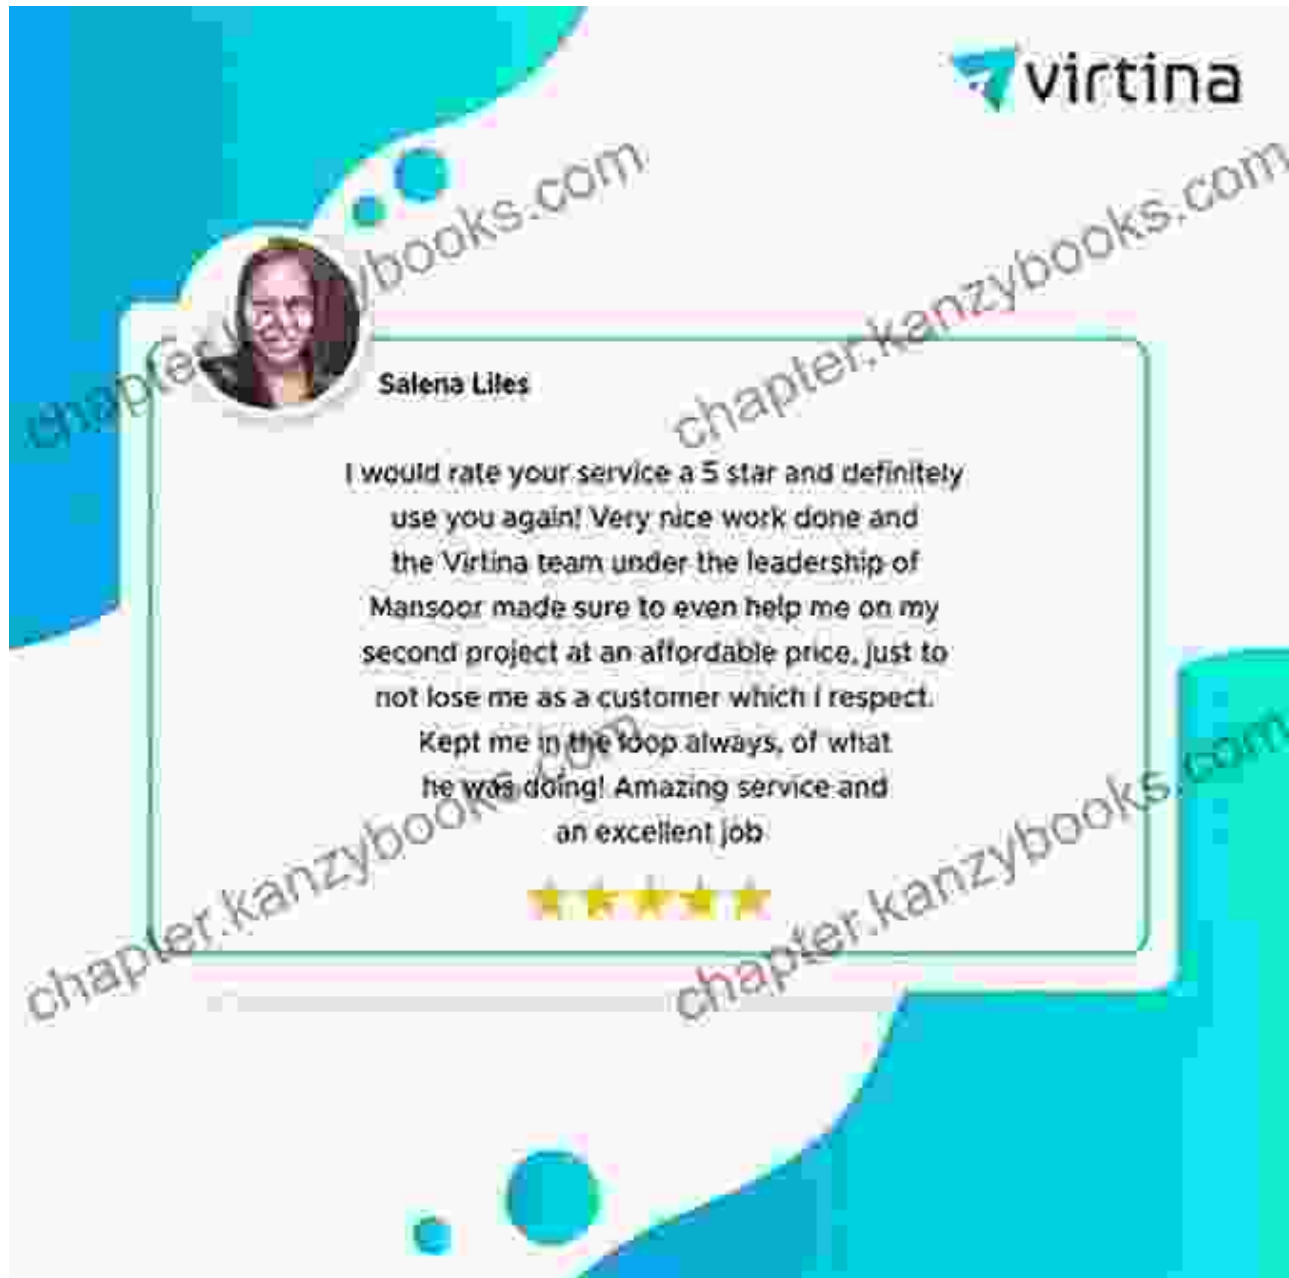 virtina
chapter.kanzybooks.com
chapter.kanzybooks.com
Salena Liles
I would rate your service a 5 star and definitely
use you again! Very nice work done and
the Virtina team under the leadership of
Mansoor made sure to even help me on my
second project at an affordable price, just to
not lose me as a customer which I respect.
Kept me in the loop always, of what
he was doing! Amazing service and
an excellent job
chapter.kanzybooks.com
chapter.kanzybooks.com